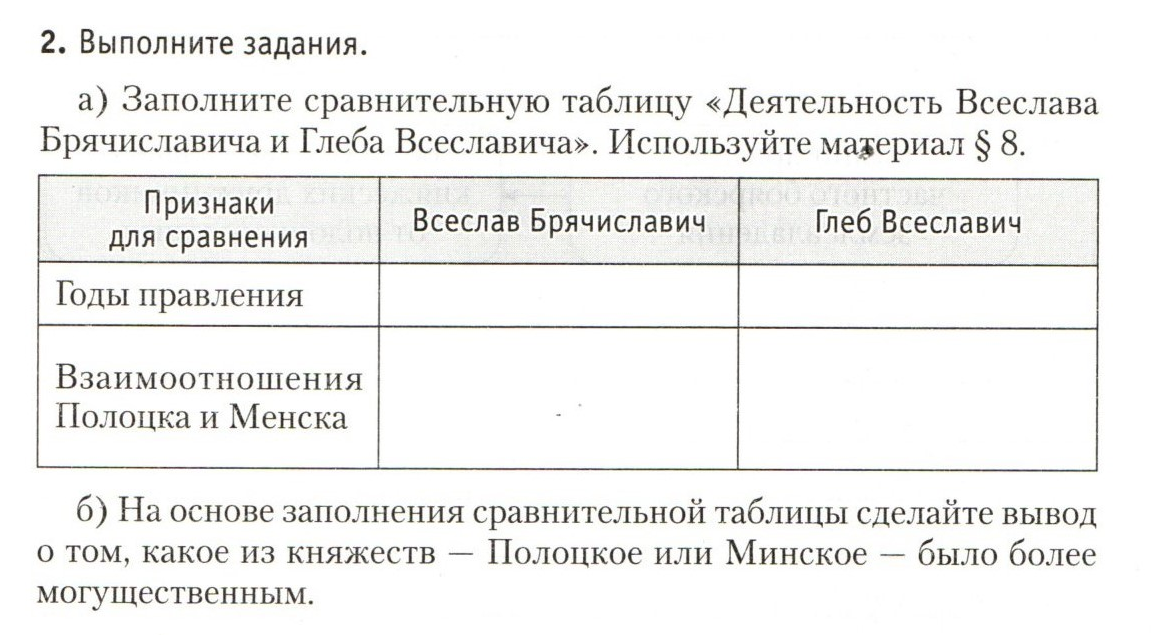 2. Выполните задания.
а) Заполните сравнительную таблицу «Деятельность Всеслава
Брячиславича и Глеба Всеславича». Используйте материал § 8.
Признаки
для сравнения
Всеслав Брячиславич
Глеб Всеславич
Годы правления
Взаимоотношения
Полоцка и Менска
б) На основе заполнения сравнительной таблицы сделайте вывод
о том, какое из княжеств — Полоцкое или Минское — было более
могущественным.